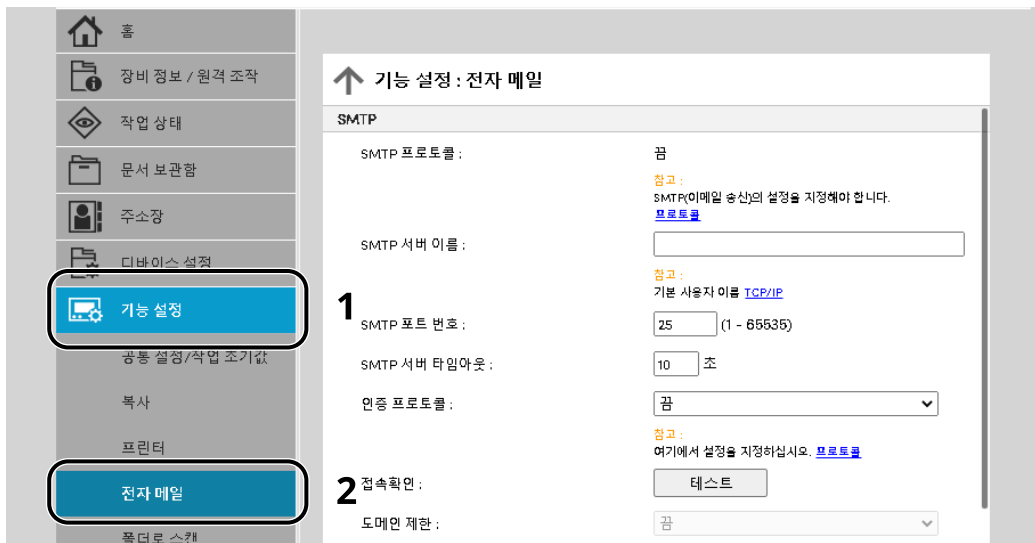 홈
장비 정보 / 원격 조작
작업 상태
문서 보관함
주소장
디바이스 설정
기능 설정
공통 설정/작업 초기값
복사
프린터
전자 메일
폴더로 스캔
1
2
기능 설정 : 전자 메일
SMTP
SMTP 프로토콜 : 끔
참고 :
SMTP(이메일 송신)의 설정을 지정해야 합니다.
프로토콜
SMTP 서버 이름 :
참고 :
기본 사용자 이름 TCP/IP
SMTP 포트 번호 : 25 (1 - 65535)
SMTP 서버 타임아웃 : 10 초
인증 프로토콜 : 끔
참고 :
여기에서 설정을 지정하십시오. 프로토콜
접속확인 : 테스트
도메인 제한 : 끔